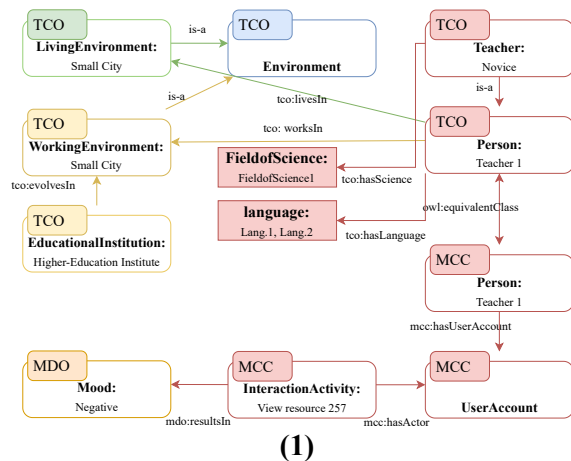 TCO
LivingEnvironment:
Small City
is-a
TCO
Environment
TCO
Teacher:
Novice
is-a
is-a
tco:livesIn
TCO
WorkingEnvironment:
Small City
tco: worksIn
TCO
Person:
Teacher 1
FieldofScience:
FieldofScience1
tco:hasScience
tco:evolvesIn
language:
Lang.1, Lang.2
tco:hasLanguage
owl:equivalentClass
TCO
EducationalInstitution:
Higher-Education Institute
MCC
Person:
Teacher 1
mcc:hasUserAccount
MDO
Mood:
Negative
mdo:resultsIn
MCC
InteractionActivity:
View resource 257
mcc:hasActor
MCC
UserAccount
(1)